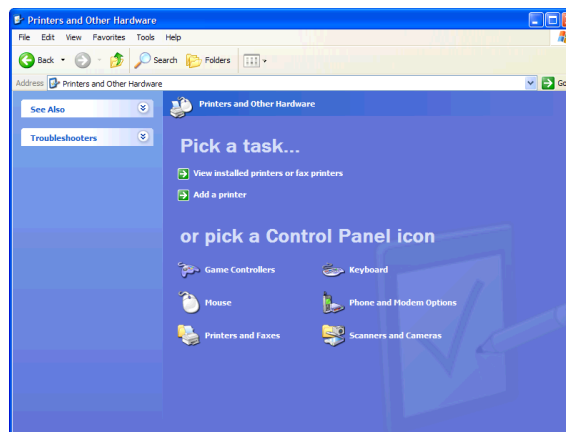 Printers and Other Hardware
File Edit View Favorites Tools Help
Back Search Folders
Address Printers and Other Hardware Go
See Also
Troubleshooters
Printers and Other Hardware
Pick a task...
View installed printers or fax printers
Add a printer
or pick a Control Panel icon
Game Controllers Keyboard
Mouse Phone and Modem Options
Printers and Faxes Scanners and Cameras